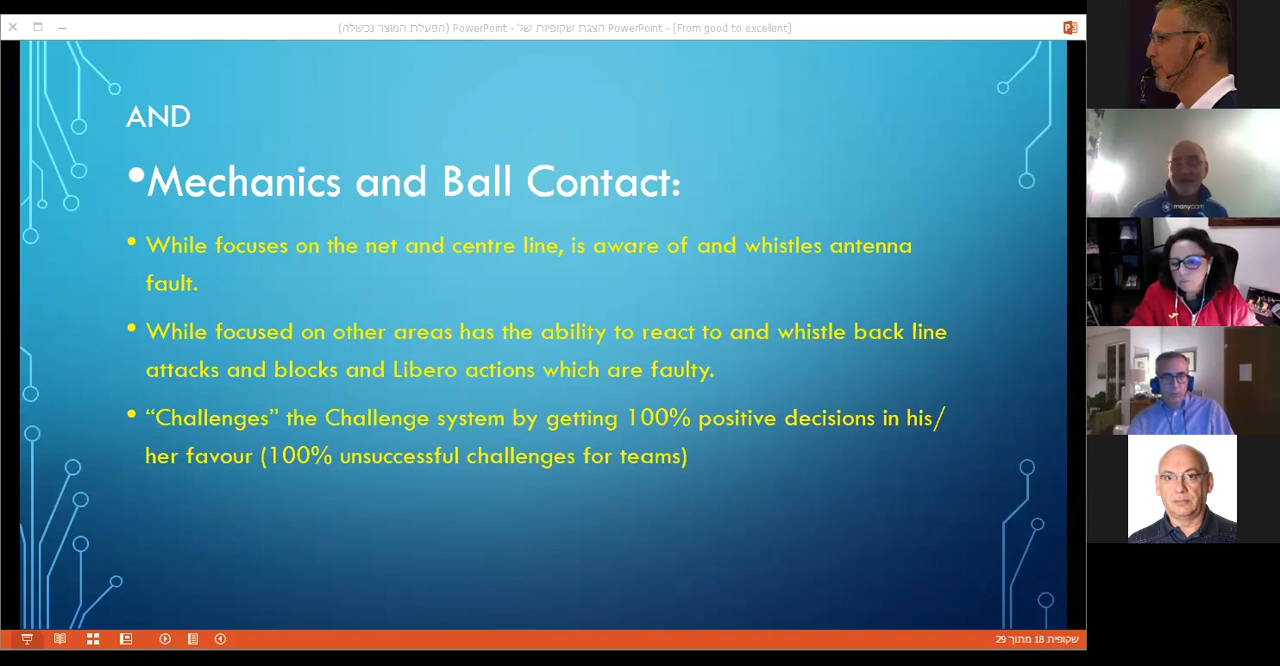 [From good to excellent] - PowerPoint הצגת שקופיות של - PowerPoint (הפעלת המוצר נכשלה)
AND
•Mechanics and Ball Contact:
• While focuses on the net and centre line, is aware of and whistles antenna
fault.
• While focused on other areas has the ability to react to and whistle back line
attacks and blocks and Libero actions which are faulty.
• “Challenges” the Challenge system by getting 100% positive decisions in his/
her favour (100% unsuccessful challenges for teams)
manycam
שקופית 18 מתוך 29